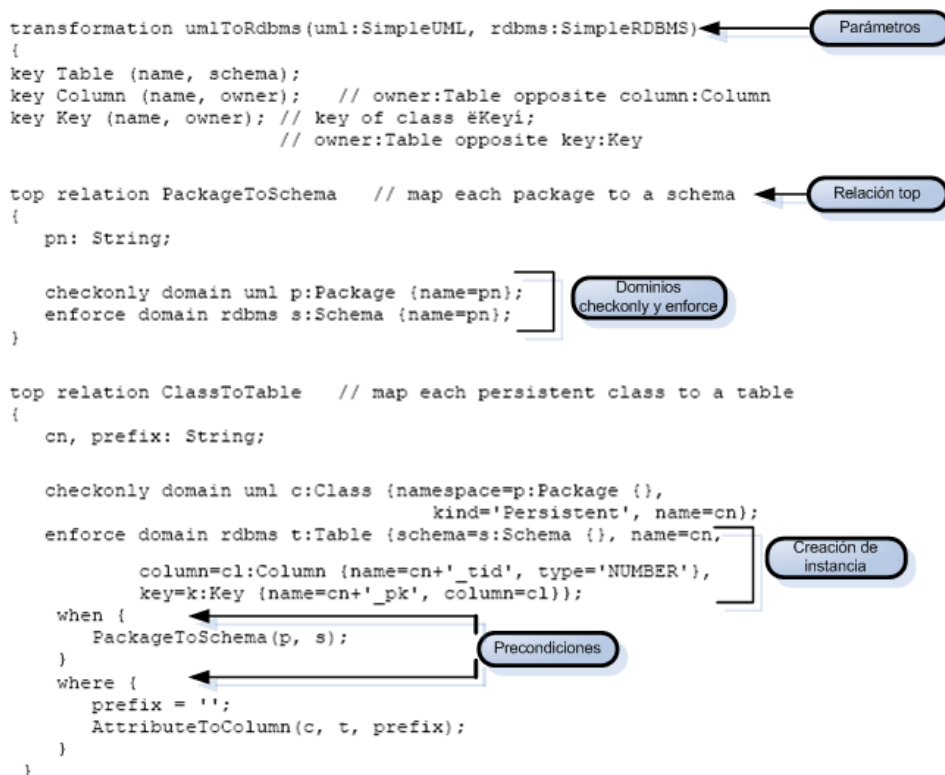 transformation umlToRdbms(uml:SimpleUML, rdbms:SimpleRDBMS)
Parámetros
{
key Table (name, schema);
key Column (name, owner);   // owner:Table opposite column:Column
key Key (name, owner); // key of class ëKeyí;
// owner:Table opposite key:Key
top relation PackageToSchema   // map each package to a schema
Relación top
{
pn: String;
checkonly domain uml p:Package {name=pn};
enforce domain rdbms s:Schema {name=pn};
Dominios
checkonly y enforce
}
top relation ClassToTable   // map each persistent class to a table
{
cn, prefix: String;
checkonly domain uml c:Class {namespace=p:Package {},
kind='Persistent', name=cn};
enforce domain rdbms t:Table {schema=s:Schema {}, name=cn,
column=cl:Column {name=cn+'_tid', type='NUMBER'},
key=k:Key {name=cn+'_pk', column=cl}};
Creación de
instancia
when {
PackageToSchema(p, s);
}
Precondiciones
where {
prefix = '';
AttributeToColumn(c, t, prefix);
}
}